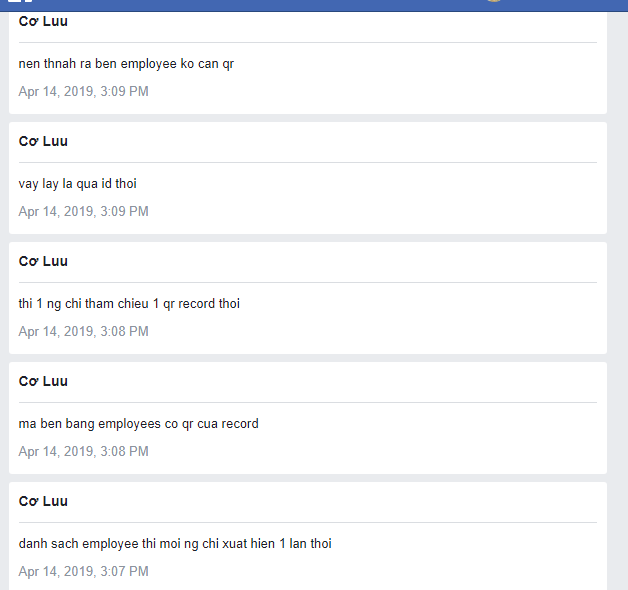 Cơ Luu
nen thnah ra ben employee ko can qr
Apr 14, 2019, 3:09 PM
Cơ Luu
vay lay la qua id thoi
Apr 14, 2019, 3:09 PM
Cơ Luu
thi 1 ng chi tham chieu 1 qr record thoi
Apr 14, 2019, 3:08 PM
Cơ Luu
ma ben bang employees co qr cua record
Apr 14, 2019, 3:08 PM
Cơ Luu
danh sach employee thi moi ng chi xuat hien 1 lan thoi
Apr 14, 2019, 3:07 PM